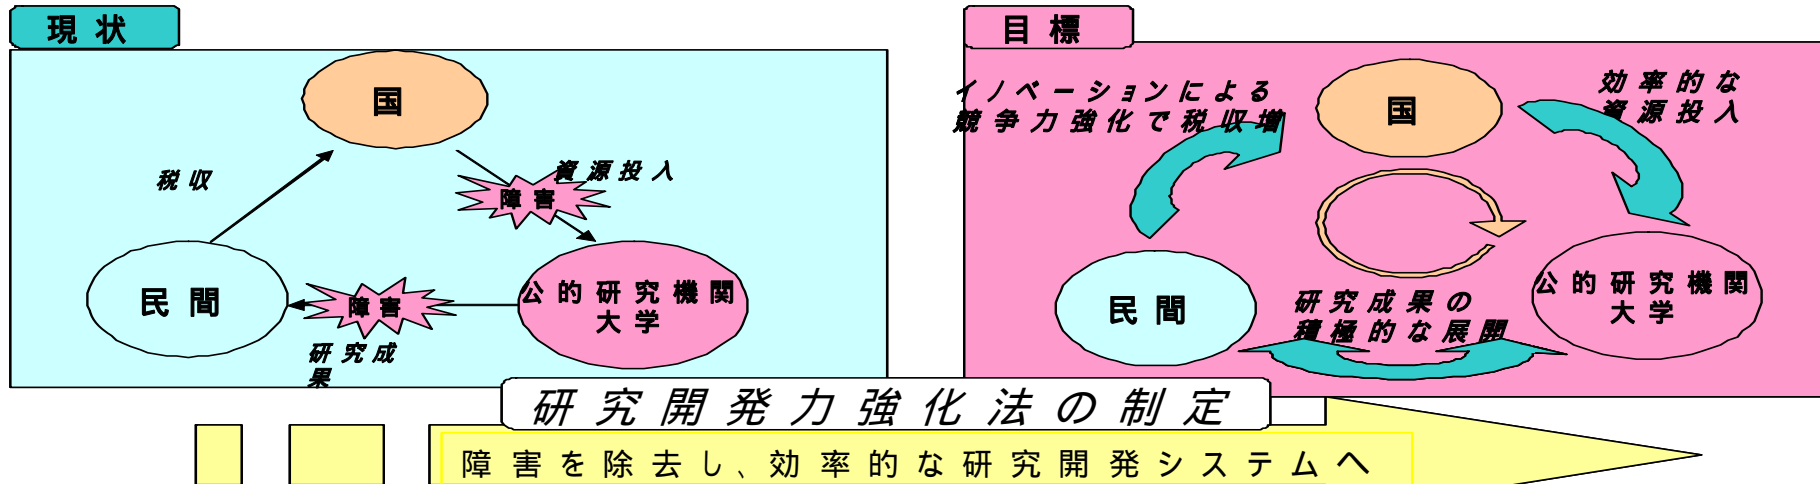 現状
国
税収
資源投入
障害
民間
障害
公的研究機関
大学
研究成
果
目標
イノベーションによる
競争力強化で税収増
国
効率的な
資源投入
民間
研究成果の
積極的な展開
公的研究機関
大学
研究開発力強化法の制定
障害を除去し、効率的な研究開発システムへ